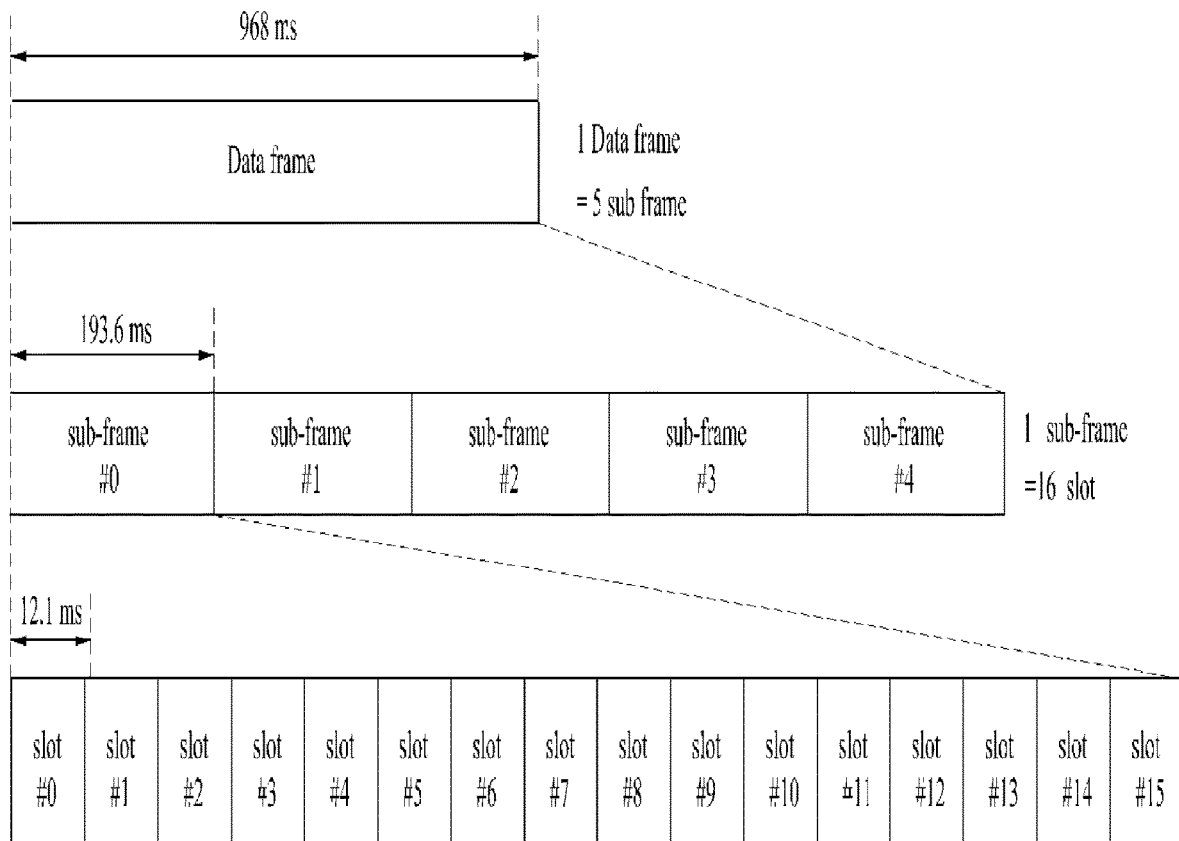 968 ms
Data frame
1 Data frame
= 5 sub frame
193.6 ms
sub-frame #0
sub-frame #1
sub-frame #2
sub-frame #3
sub-frame #4
1 sub-frame
=16 slot
12.1 ms
slot #0
slot #1
slot #2
slot #3
slot #4
slot #5
slot #6
slot #7
slot #8
slot #9
slot #10
slot #11
slot #12
slot #13
slot #14
slot #15